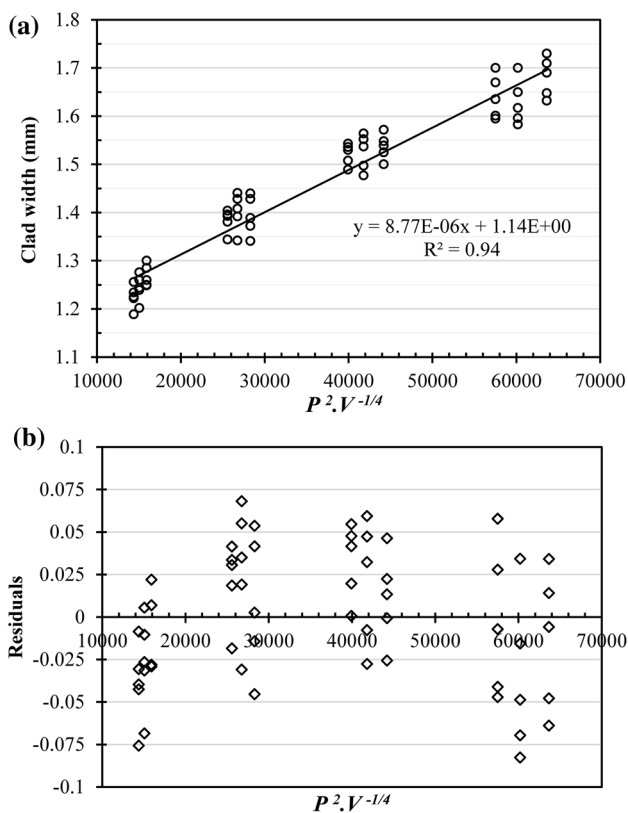 (a)
1.8
1.7
1.6
1.5
1.4
1.3
1.2
1.1
Clad width (mm)
y = 8.77E-06x + 1.14E+00
R² = 0.94
10000 20000 30000 40000 50000 60000 70000
P ².V ⁻¹/⁴
(b)
0.1
0.075
0.05
0.025
0
-0.025
-0.05
-0.075
-0.1
Residuals
10000 20000 30000 40000 50000 60000 70000
P ².V ⁻¹/⁴